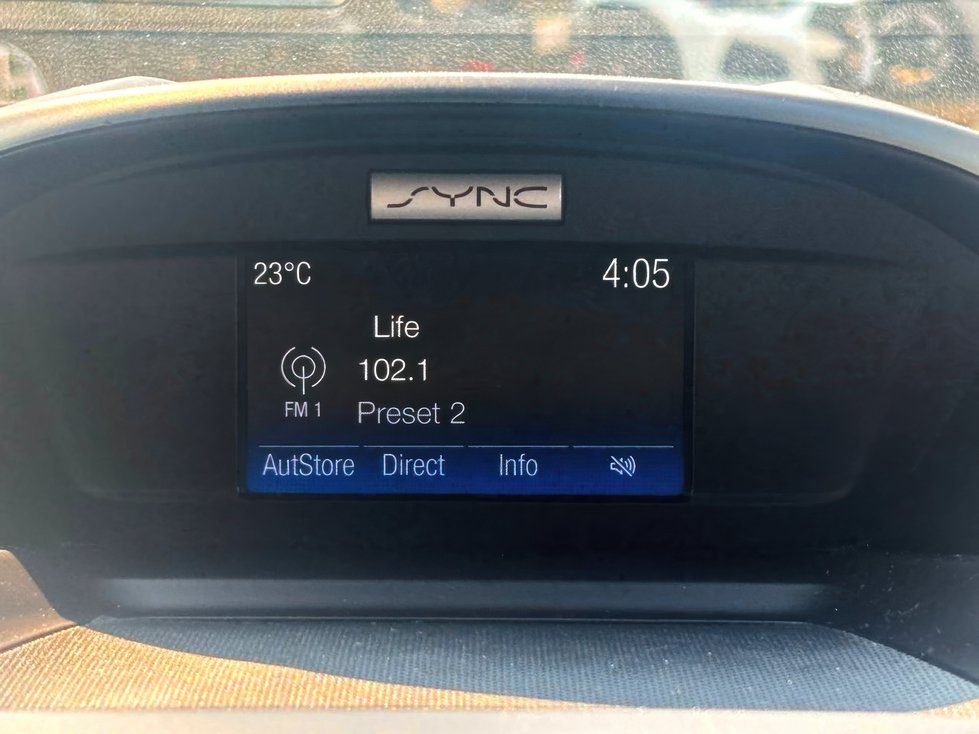 SYNC
23°C 4:05
Life
102.1
FM 1 Preset 2
AutStore Direct Info